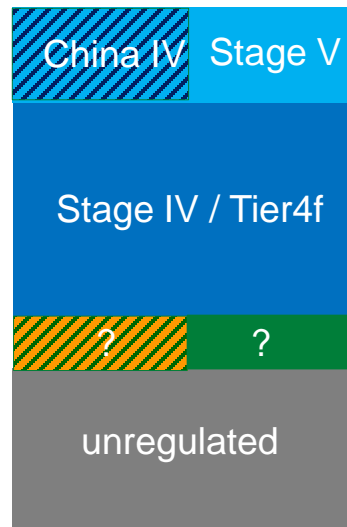 China IV Stage V
Stage IV / Tier4f
? ?
unregulated